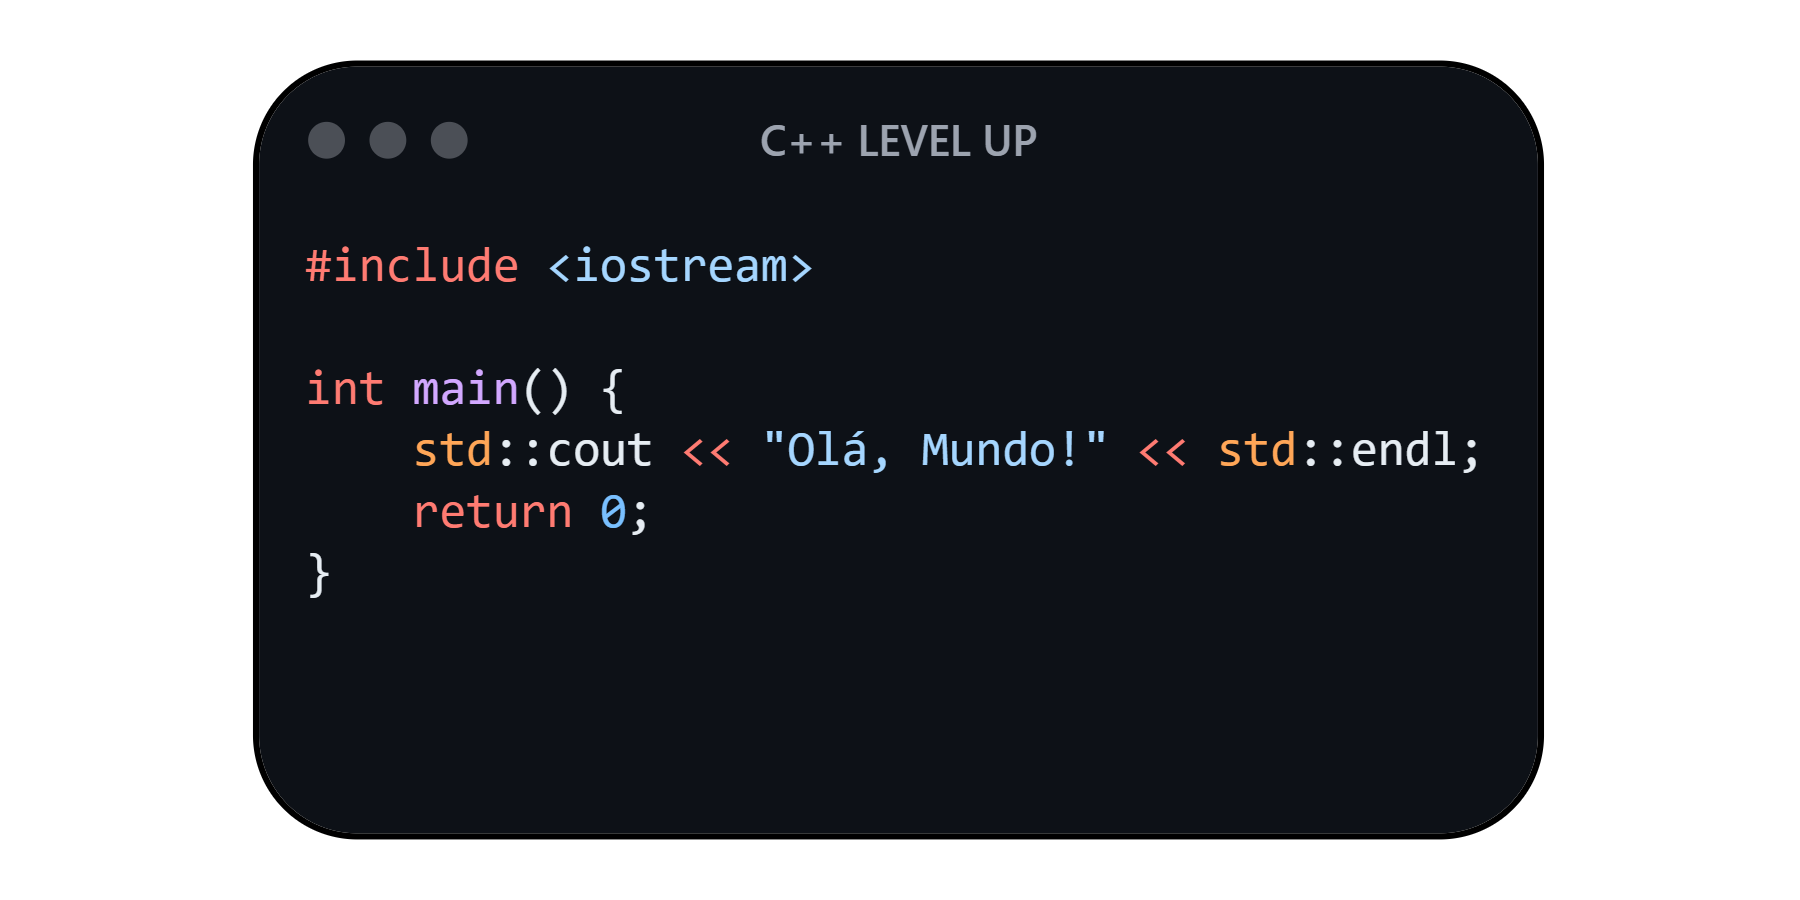 C++ LEVEL UP
#include <iostream>
int main() {
    std::cout << "Olá, Mundo!" << std::endl;
    return 0;
}